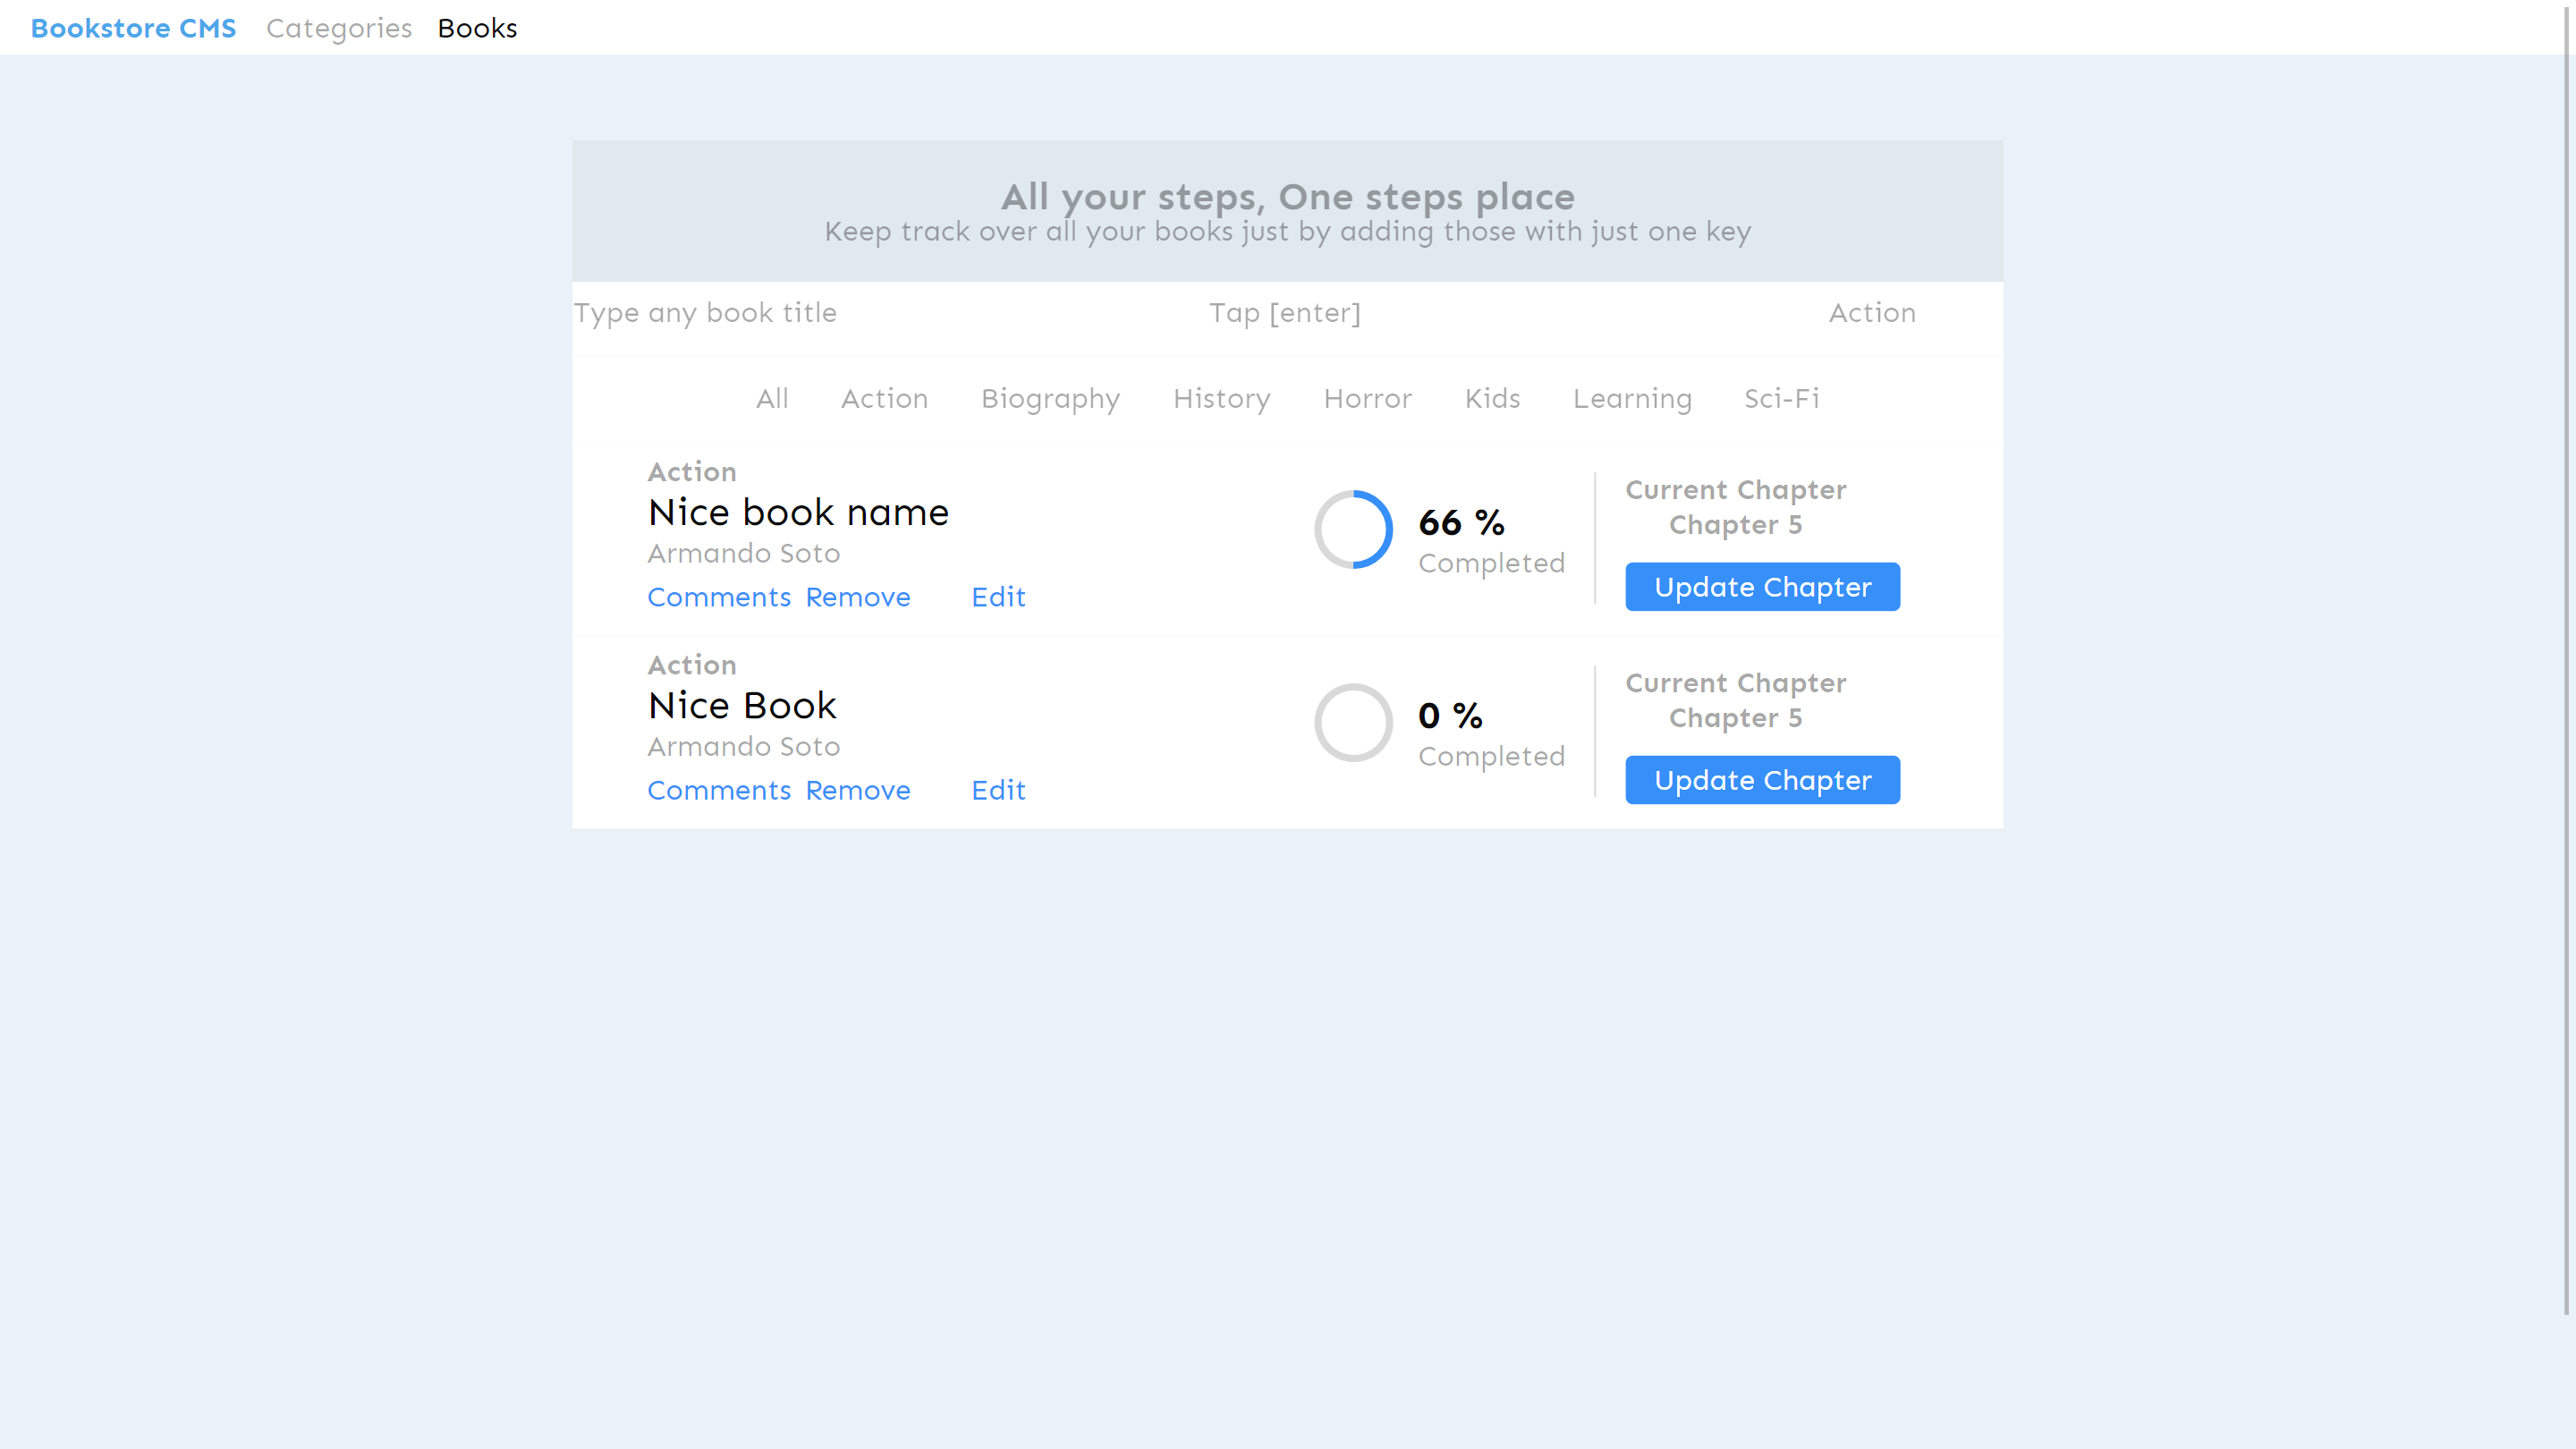 Bookstore CMS Categories Books
All your steps, One steps place
Keep track over all your books just by adding those with just one key
Type any book title Tap [enter] Action
All Action Biography History Horror Kids Learning Sci-Fi
Action
Nice book name
Armando Soto
Comments Remove Edit
66 %
Completed
Current Chapter
Chapter 5
Update Chapter
Action
Nice Book
Armando Soto
Comments Remove Edit
0 %
Completed
Current Chapter
Chapter 5
Update Chapter